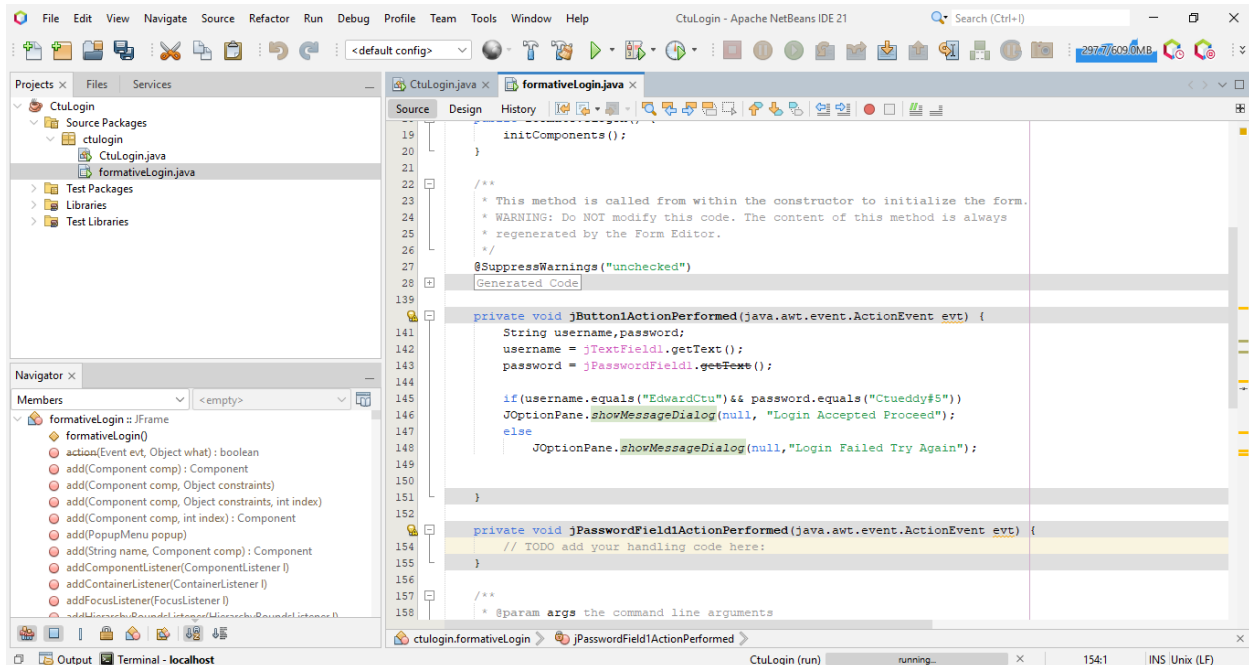 File Edit View Navigate Source Refactor Run Debug Profile Team Tools Window Help CtuLogin - Apache NetBeans IDE 21 Search (Ctrl+I)
<default config> 297.7/609.0MB
Projects Files Services
CtuLogin
Source Packages
ctulogin
CtuLogin.java
formativeLogin.java
Test Packages
Libraries
Test Libraries
Navigator
Members <empty>
formativeLogin :: JFrame
formativeLogin()
action(Event evt, Object what) : boolean
add(Component comp) : Component
add(Component comp, Object constraints)
add(Component comp, Object constraints, int index)
add(Component comp, int index) : Component
add(PopupMenu popup)
add(String name, Component comp) : Component
addComponentListener(ComponentListener l)
addContainerListener(ContainerListener l)
addFocusListener(FocusListener l)
addHierarchyBoundsListener(HierarchyBoundsListener l)
CtuLogin.java formativeLogin.java
Source Design History
19 initComponents();
20 }
21
22 /**
23 * This method is called from within the constructor to initialize the form.
24 * WARNING: Do NOT modify this code. The content of this method is always
25 * regenerated by the Form Editor.
26 */
27 @SuppressWarnings("unchecked")
28 Generated Code
139
private void jButton1ActionPerformed(java.awt.event.ActionEvent evt) {
141 String username,password;
142 username = jTextField1.getText();
143 password = jPasswordField1.getText();
144
145 if(username.equals("EdwardCtu")&& password.equals("Ctueddy#5"))
146 JOptionPane.showMessageDialog(null, "Login Accepted Proceed");
147 else
148 JOptionPane.showMessageDialog(null,"Login Failed Try Again");
149
150
151 }
152
private void jPasswordField1ActionPerformed(java.awt.event.ActionEvent evt) {
154 // TODO add your handling code here:
155 }
156
157 /**
158 * @param args the command line arguments
ctulogin.formativeLogin jPasswordField1ActionPerformed
Output Terminal - localhost CtuLogin (run) running... 154:1 INS Unix (LF)